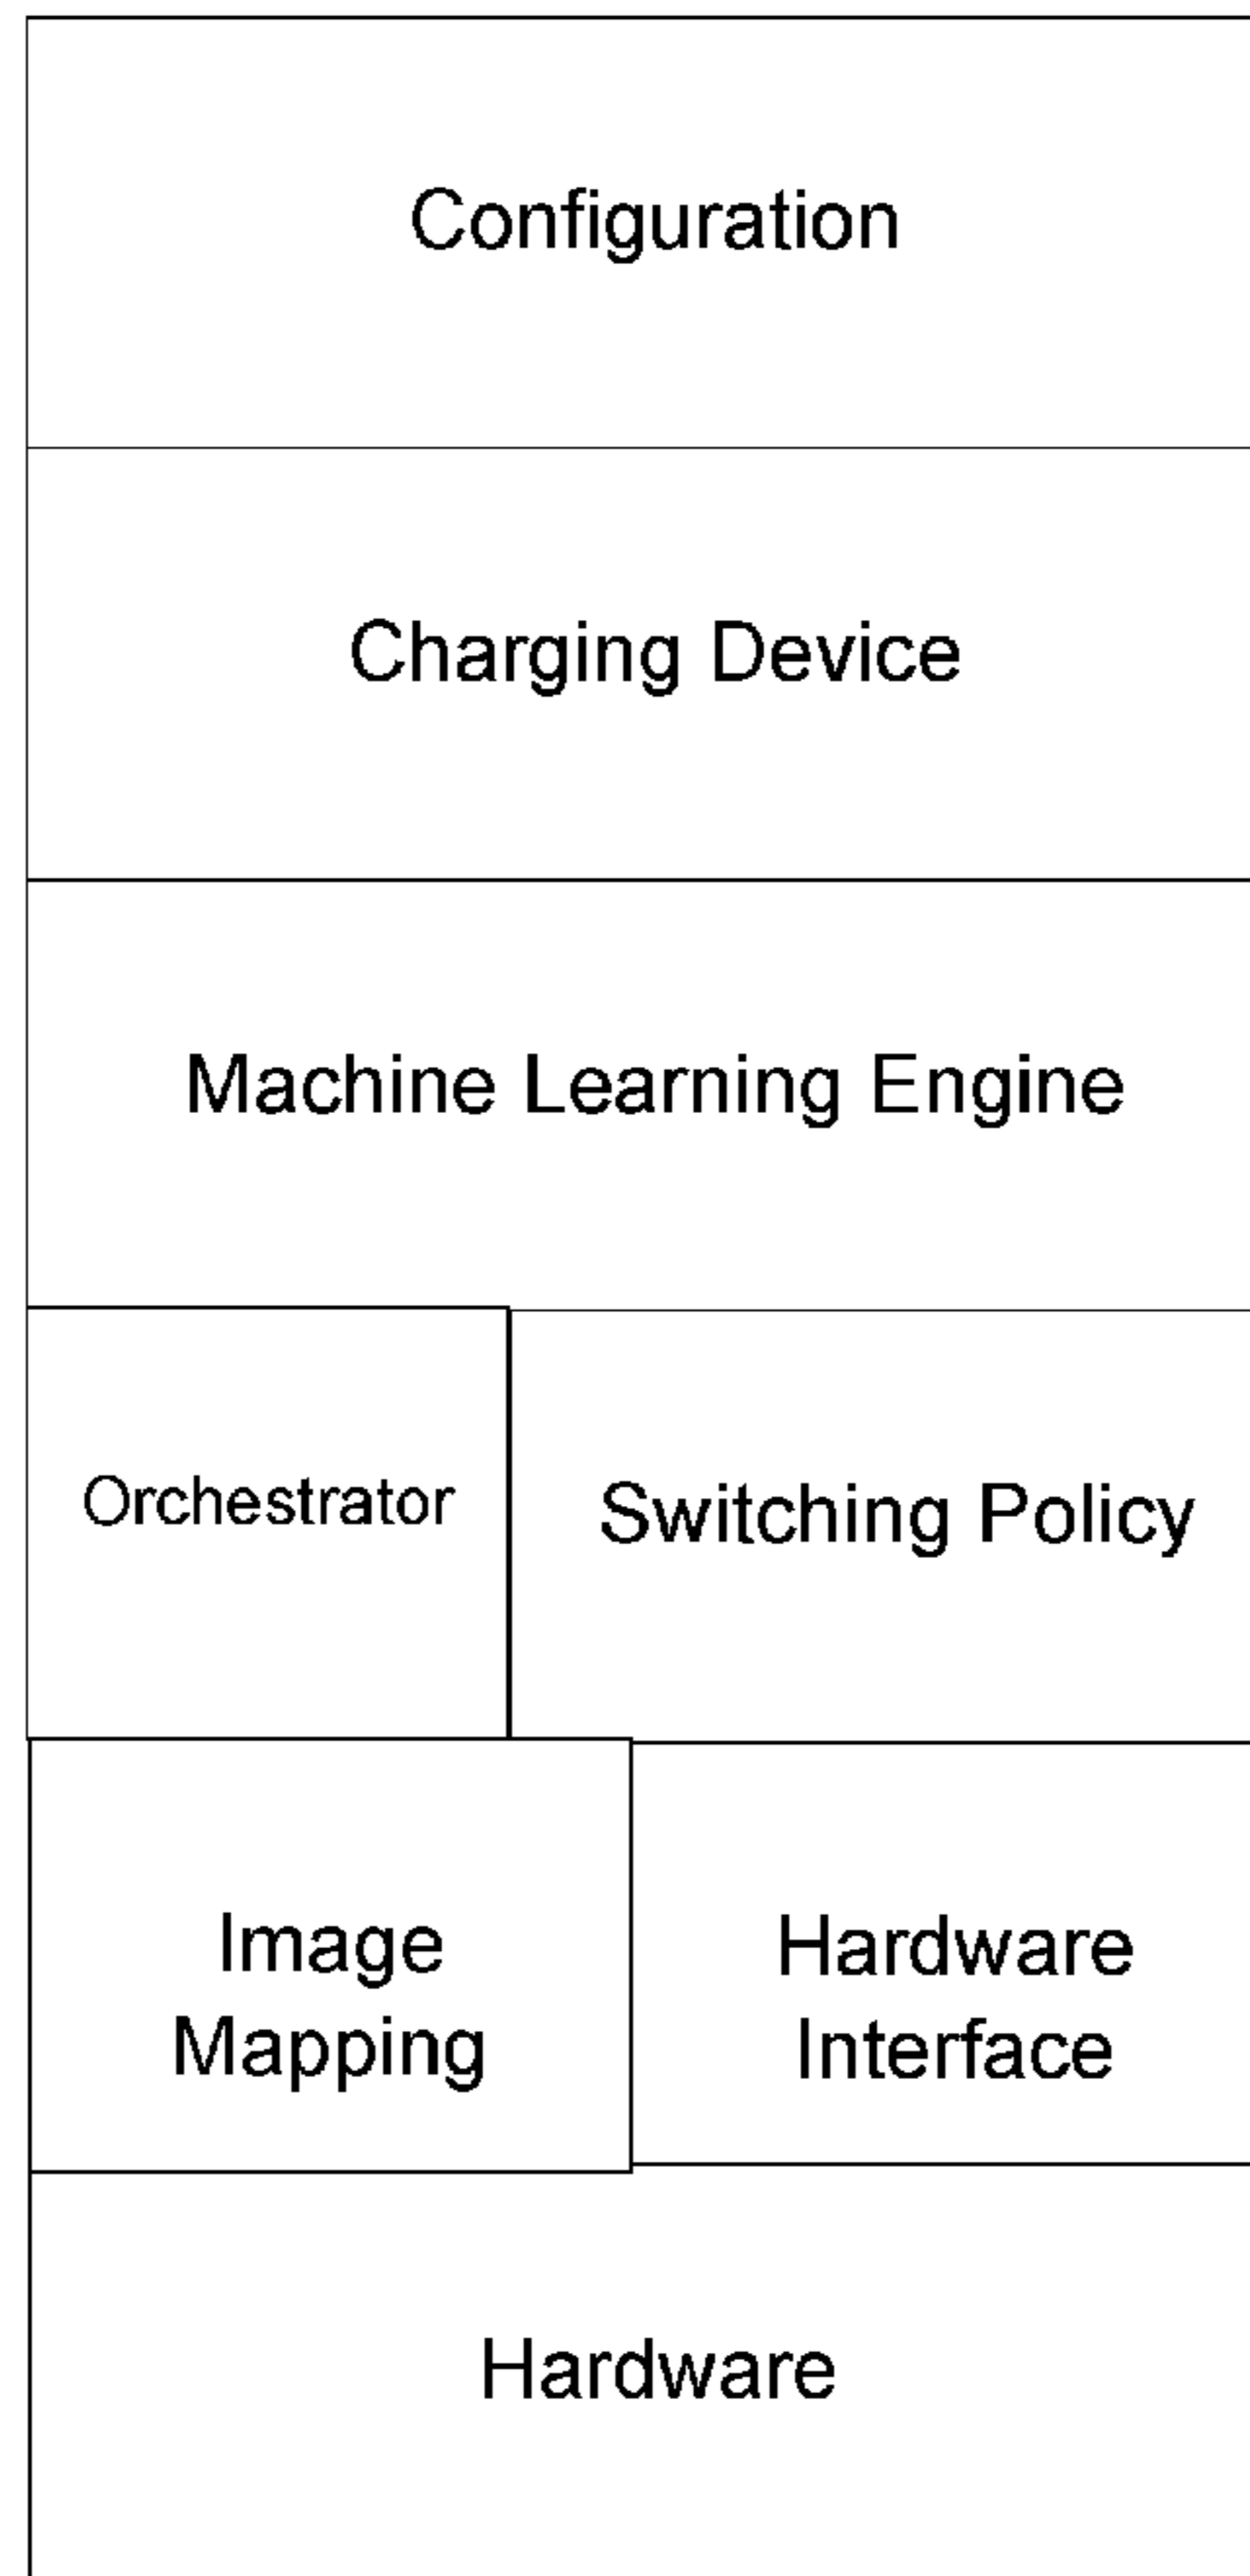 Configuration
Charging Device
Machine Learning Engine
Orchestrator
Switching Policy
Image
Mapping
Hardware
Interface
Hardware